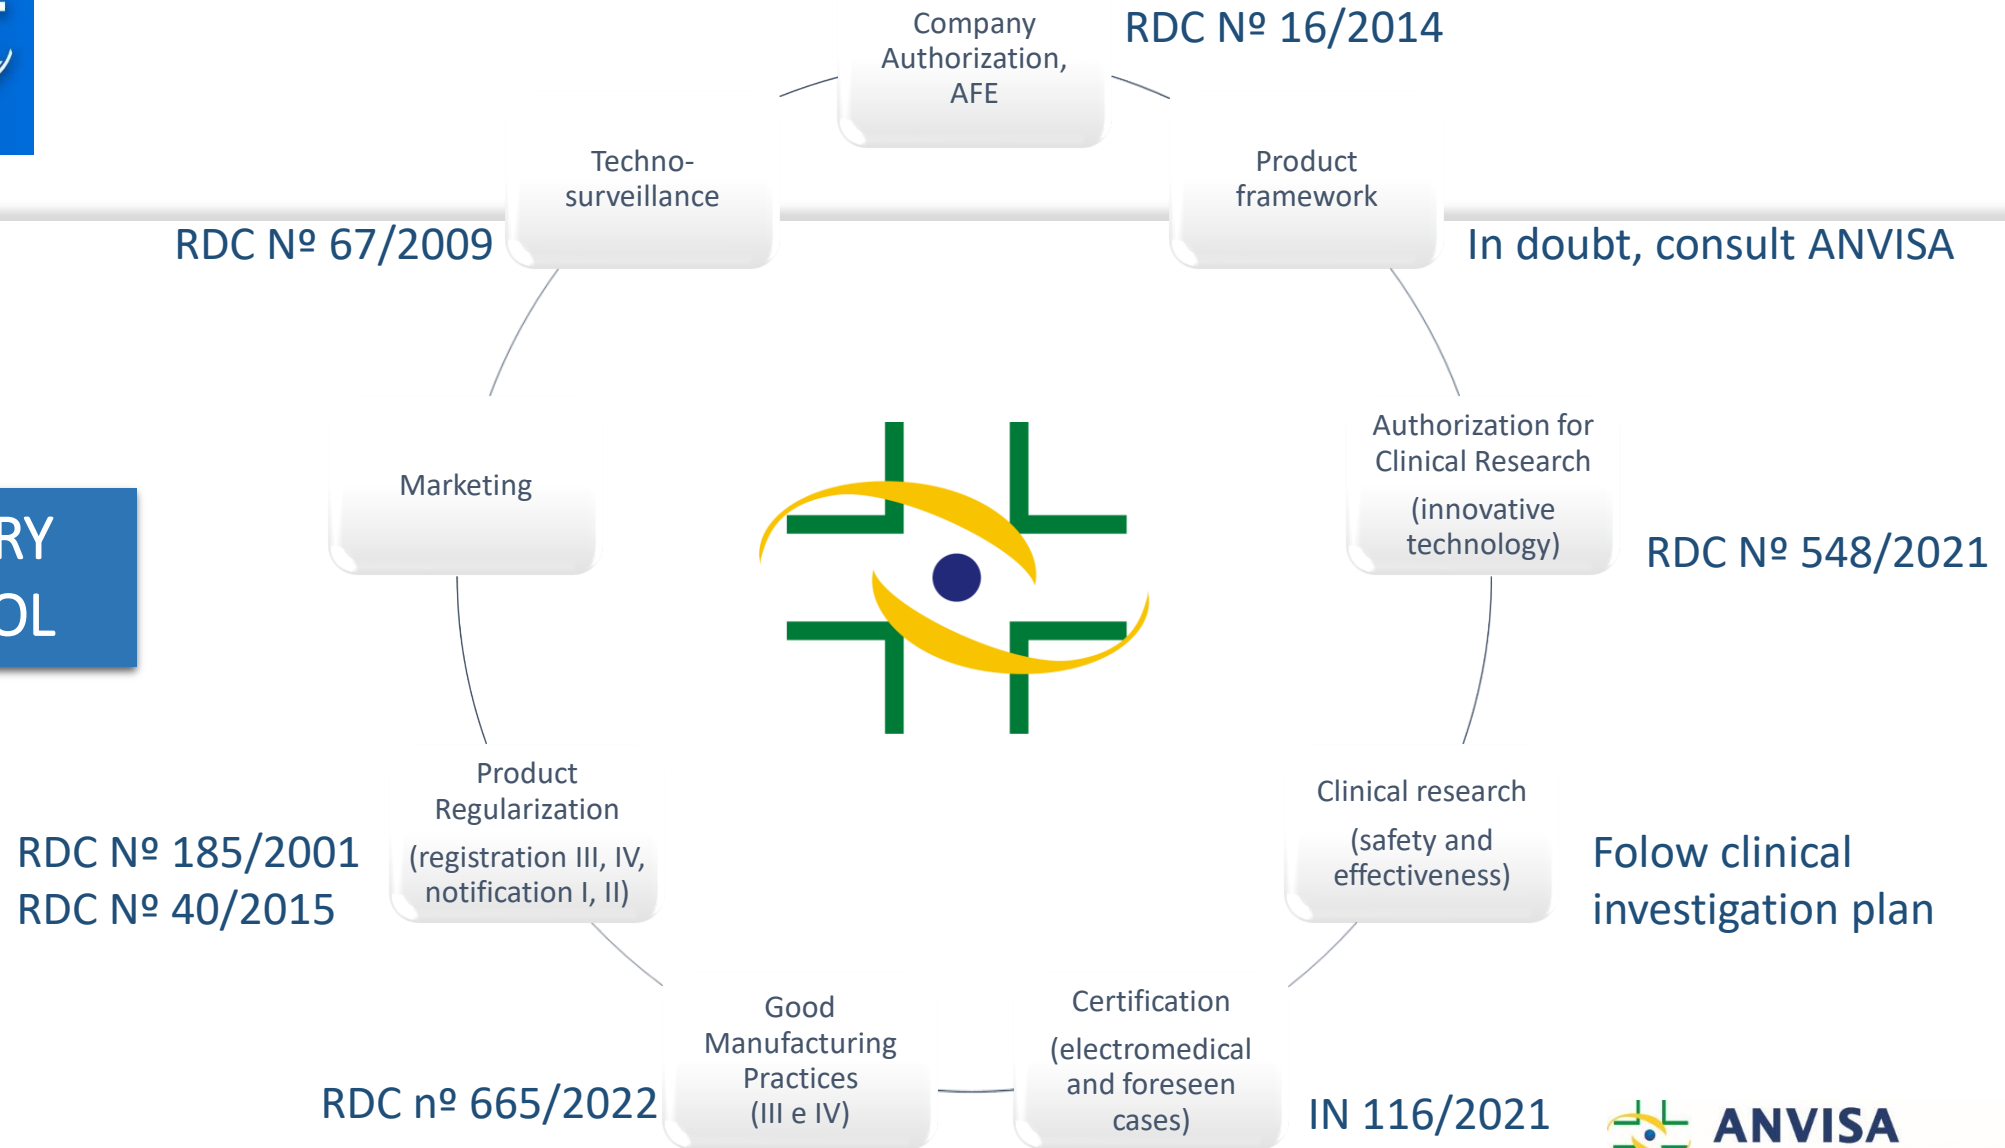 Company
Authorization,
AFE
RDC Nº 16/2014
Product
framework
In doubt, consult ANVISA
Authorization for
Clinical Research
(innovative
technology)
RDC Nº 548/2021
Clinical research
(safety and
effectiveness)
Folow clinical
investigation plan
Certification
(electromedical
and foreseen
cases)
IN 116/2021
Good
Manufacturing
Practices
(III e IV)
RDC nº 665/2022
Product
Regularization
(registration III, IV,
notification I, II)
RDC Nº 185/2001
RDC Nº 40/2015
Marketing
Techno-
surveillance
RDC Nº 67/2009
RY
OL
ANVISA